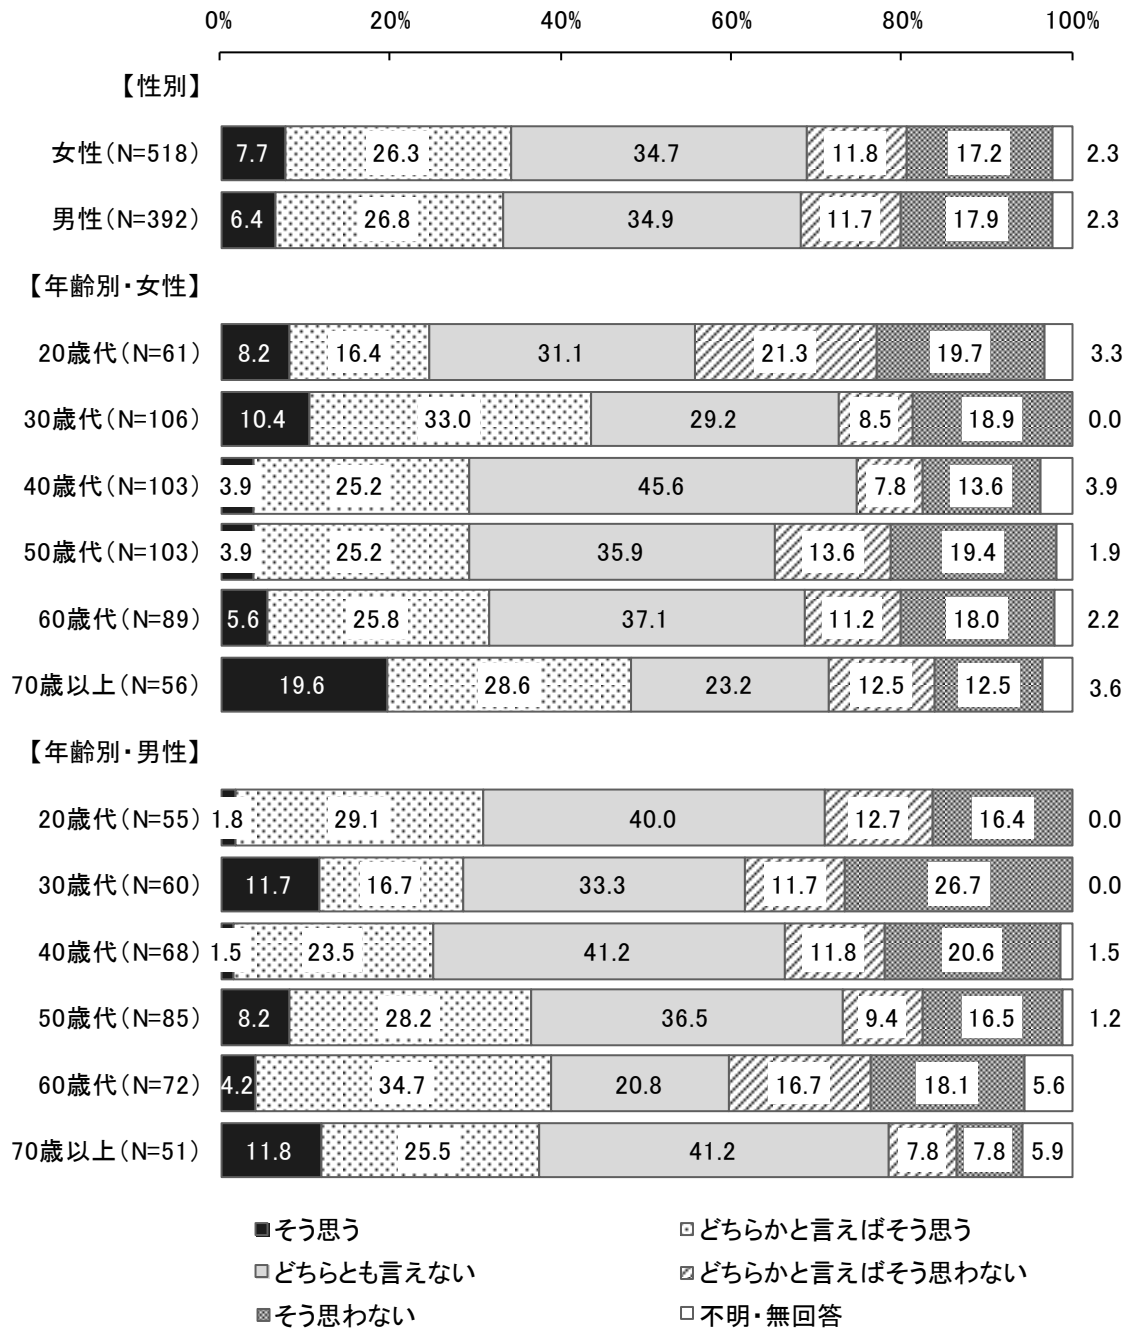 0% 20% 40% 60% 80% 100%
【性別】
女性(N=518) 7.7 26.3 34.7 11.8 17.2 2.3
男性(N=392) 6.4 26.8 34.9 11.7 17.9 2.3
【年齢別・女性】
20歳代(N=61) 8.2 16.4 31.1 21.3 19.7 3.3
30歳代(N=106) 10.4 33.0 29.2 8.5 18.9 0.0
40歳代(N=103) 3.9 25.2 45.6 7.8 13.6 3.9
50歳代(N=103) 3.9 25.2 35.9 13.6 19.4 1.9
60歳代(N=89) 5.6 25.8 37.1 11.2 18.0 2.2
70歳以上(N=56) 19.6 28.6 23.2 12.5 12.5 3.6
【年齢別・男性】
20歳代(N=55) 1.8 29.1 40.0 12.7 16.4 0.0
30歳代(N=60) 11.7 16.7 33.3 11.7 26.7 0.0
40歳代(N=68) 1.5 23.5 41.2 11.8 20.6 1.5
50歳代(N=85) 8.2 28.2 36.5 9.4 16.5 1.2
60歳代(N=72) 4.2 34.7 20.8 16.7 18.1 5.6
70歳以上(N=51) 11.8 25.5 41.2 7.8 7.8 5.9
そう思う どちらかと言えばそう思う
どちらとも言えない どちらかと言えばそう思わない
そう思わない 不明・無回答